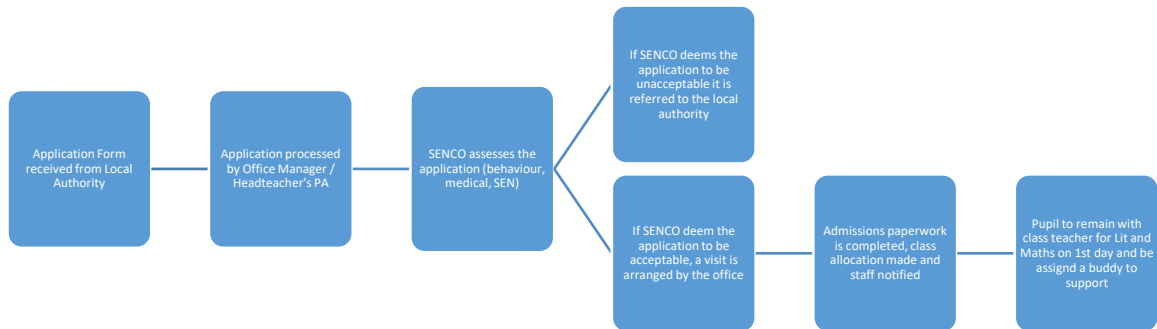 Application Form
received from Local
Authority
Application processed
by Office Manager /
Headteacher's PA
SENCO assesses the
application (behaviour,
medical, SEN)
If SENCO deems the
application to be
unacceptable it is
referred to the local
authority
If SENCO deem the
application to be
acceptable, a visit is
arranged by the office
Admissions paperwork
is completed, class
allocation made and
staff notified
Pupil to remain with
class teacher for Lit and
Maths on 1st day and be
assignd a buddy to
support